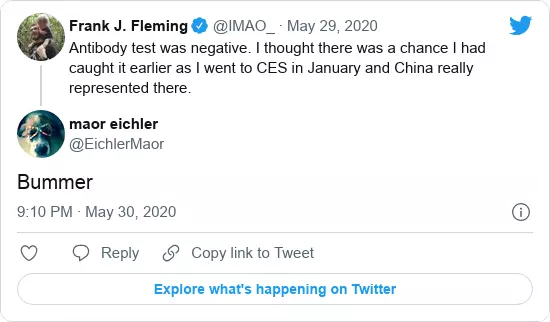 Frank J. Fleming @IMAO_ · May 29, 2020
Antibody test was negative. I thought there was a chance I had
caught it earlier as I went to CES in January and China really
represented there.
maor eichler
@EichlerMaor
Bummer
9:10 PM · May 30, 2020
Reply Copy link to Tweet
Explore what's happening on Twitter